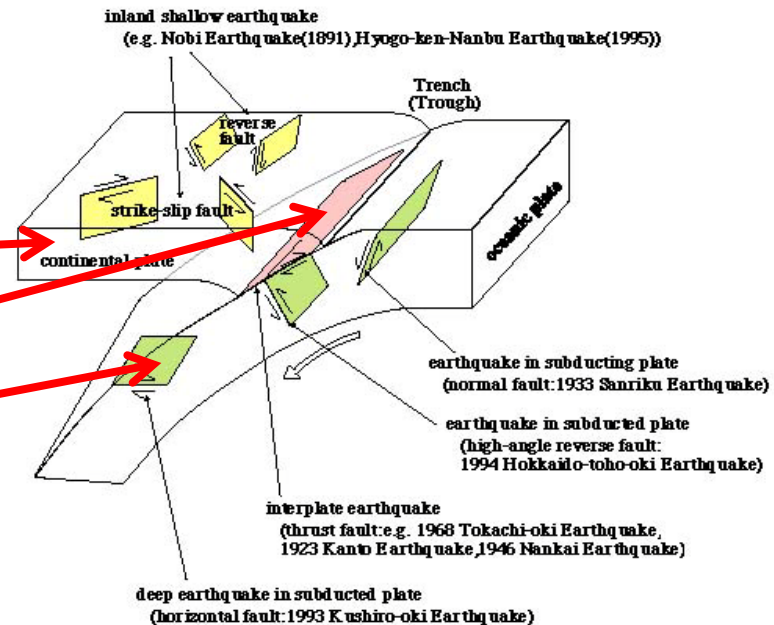 inland shallow earthquake
(e.g. Nobi Earthquake(1891),Hyogo-ken-Nanbu Earthquake(1995))
Trench
(Trough)
reverse
fault
strike-slip fault
continental plate
oceanic plate
earthquake in subducting plate
(normal fault:1933 Sanriku Earthquake)
earthquake in subducted plate
(high-angle reverse fault:
1994 Hokkaido-toho-oki Earthquake)
interplate earthquake
(thrust fault:e.g. 1968 Tokachi-oki Earthquake,
1923 Kanto Earthquake,1946 Nankai Earthquake)
deep earthquake in subducted plate
(horizontal fault:1993 Kushiro-oki Earthquake)